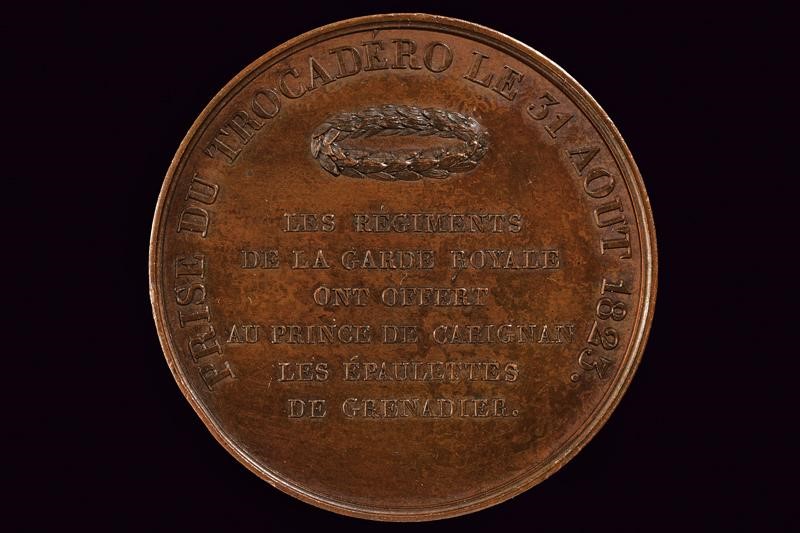 PRISE DU TROCADÉRO LE 31 AOUT 1823.
LES RÉGIMENTS
DE LA GARDE ROYALE
ONT OFFERT
AU PRINCE DE CARIGNAN
LES ÉPAULETTES
DE GRENADIER.